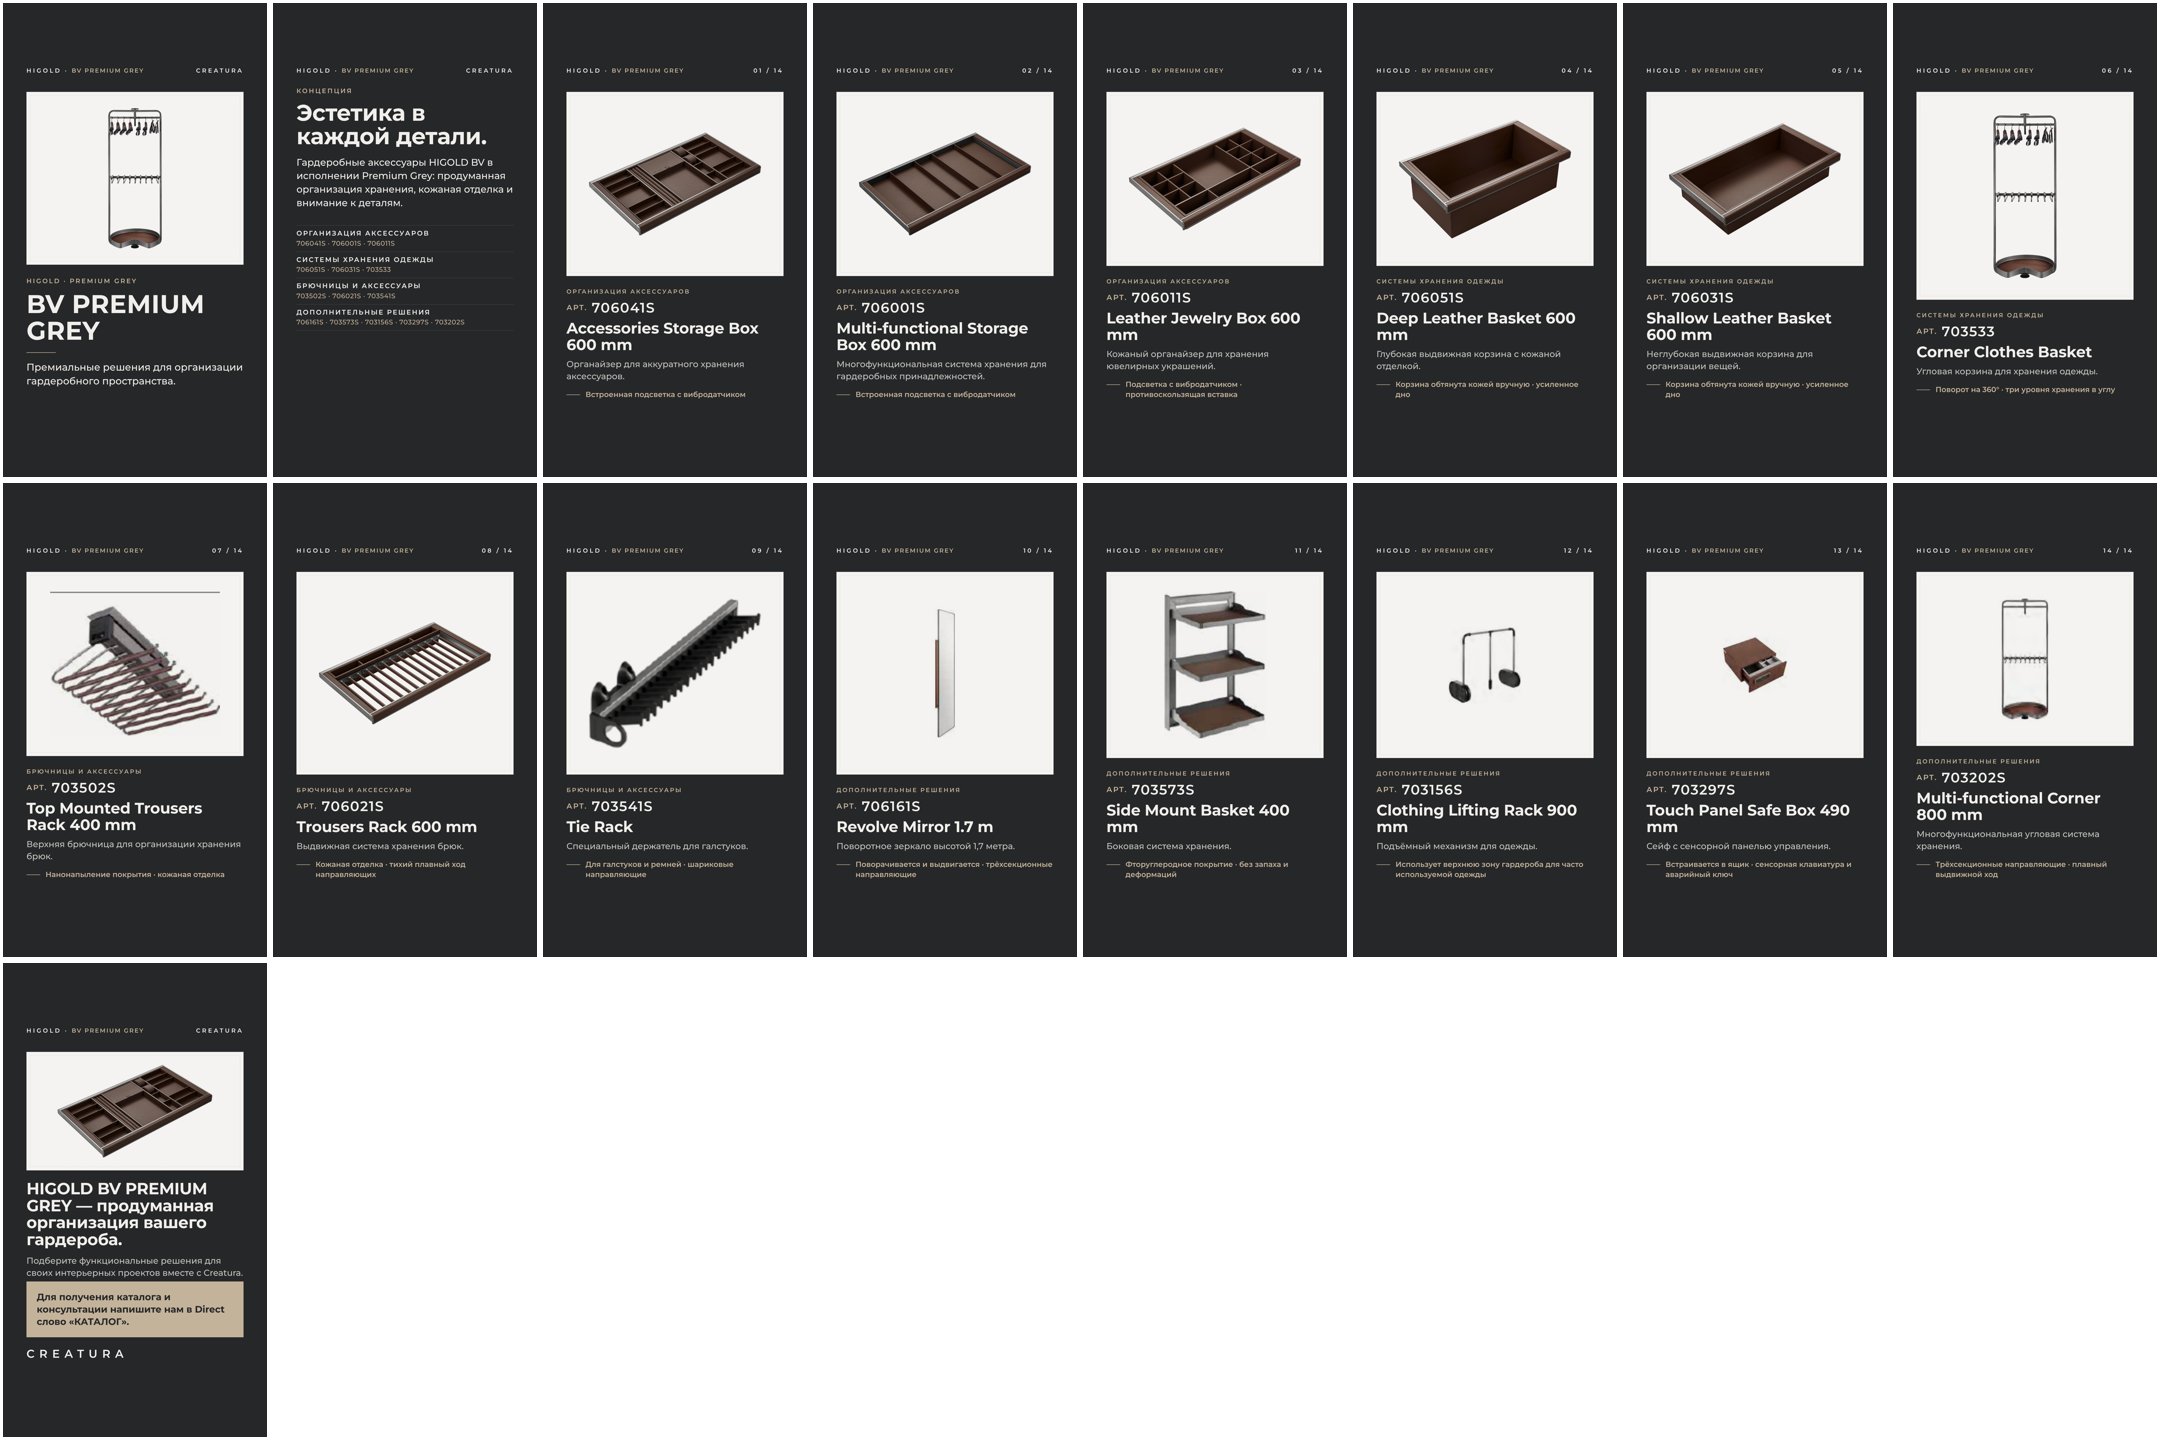 HIGOLD · BV PREMIUM GREY CREATURA
HIGOLD · PREMIUM GREY
BV PREMIUM
GREY
Премиальные решения для организации
гардеробного пространства.
HIGOLD · BV PREMIUM GREY CREATURA
КОНЦЕПЦИЯ
Эстетика в
каждой детали.
Гардеробные аксессуары HIGOLD BV в
исполнении Premium Grey: продуманная
организация хранения, кожаная отделка и
внимание к деталям.
ОРГАНИЗАЦИЯ АКСЕССУАРОВ
706041S · 706001S · 706011S
СИСТЕМЫ ХРАНЕНИЯ ОДЕЖДЫ
706051S · 706031S · 703533
БРЮЧНИЦЫ И АКСЕССУАРЫ
703502S · 706021S · 703541S
ДОПОЛНИТЕЛЬНЫЕ РЕШЕНИЯ
706161S · 703573S · 703156S · 703297S · 703202S
HIGOLD · BV PREMIUM GREY 01 / 14
ОРГАНИЗАЦИЯ АКСЕССУАРОВ
АРТ. 706041S
Accessories Storage Box
600 mm
Органайзер для аккуратного хранения
аксессуаров.
Встроенная подсветка с вибродатчиком
HIGOLD · BV PREMIUM GREY 02 / 14
ОРГАНИЗАЦИЯ АКСЕССУАРОВ
АРТ. 706001S
Multi-functional Storage
Box 600 mm
Многофункциональная система хранения для
гардеробных принадлежностей.
Встроенная подсветка с вибродатчиком
HIGOLD · BV PREMIUM GREY 03 / 14
ОРГАНИЗАЦИЯ АКСЕССУАРОВ
АРТ. 706011S
Leather Jewelry Box 600
mm
Кожаный органайзер для хранения
ювелирных украшений.
Подсветка с вибродатчиком ·
противоскользящая вставка
HIGOLD · BV PREMIUM GREY 04 / 14
СИСТЕМЫ ХРАНЕНИЯ ОДЕЖДЫ
АРТ. 706051S
Deep Leather Basket 600
mm
Глубокая выдвижная корзина с кожаной
отделкой.
Корзина обтянута кожей вручную · усиленное
дно
HIGOLD · BV PREMIUM GREY 05 / 14
СИСТЕМЫ ХРАНЕНИЯ ОДЕЖДЫ
АРТ. 706031S
Shallow Leather Basket
600 mm
Неглубокая выдвижная корзина для
организации вещей.
Корзина обтянута кожей вручную · усиленное
дно
HIGOLD · BV PREMIUM GREY 06 / 14
СИСТЕМЫ ХРАНЕНИЯ ОДЕЖДЫ
АРТ. 703533
Corner Clothes Basket
Угловая корзина для хранения одежды.
Поворот на 360° · три уровня хранения в углу
HIGOLD · BV PREMIUM GREY 07 / 14
БРЮЧНИЦЫ И АКСЕССУАРЫ
АРТ. 703502S
Top Mounted Trousers
Rack 400 mm
Верхняя брючница для организации хранения
брюк.
Нанонапыление покрытия · кожаная отделка
HIGOLD · BV PREMIUM GREY 08 / 14
БРЮЧНИЦЫ И АКСЕССУАРЫ
АРТ. 706021S
Trousers Rack 600 mm
Выдвижная система хранения брюк.
Кожаная отделка · тихий плавный ход
направляющих
HIGOLD · BV PREMIUM GREY 09 / 14
БРЮЧНИЦЫ И АКСЕССУАРЫ
АРТ. 703541S
Tie Rack
Специальный держатель для галстуков.
Для галстуков и ремней · шариковые
направляющие
HIGOLD · BV PREMIUM GREY 10 / 14
ДОПОЛНИТЕЛЬНЫЕ РЕШЕНИЯ
АРТ. 706161S
Revolve Mirror 1.7 m
Поворотное зеркало высотой 1,7 метра.
Поворачивается и выдвигается · трёхсекционные
направляющие
HIGOLD · BV PREMIUM GREY 11 / 14
ДОПОЛНИТЕЛЬНЫЕ РЕШЕНИЯ
АРТ. 703573S
Side Mount Basket 400
mm
Боковая система хранения.
Фторуглеродное покрытие · без запаха и
деформаций
HIGOLD · BV PREMIUM GREY 12 / 14
ДОПОЛНИТЕЛЬНЫЕ РЕШЕНИЯ
АРТ. 703156S
Clothing Lifting Rack 900
mm
Подъёмный механизм для одежды.
Использует верхнюю зону гардероба для часто
используемой одежды
HIGOLD · BV PREMIUM GREY 13 / 14
ДОПОЛНИТЕЛЬНЫЕ РЕШЕНИЯ
АРТ. 703297S
Touch Panel Safe Box 490
mm
Сейф с сенсорной панелью управления.
Встраивается в ящик · сенсорная клавиатура и
аварийный ключ
HIGOLD · BV PREMIUM GREY 14 / 14
ДОПОЛНИТЕЛЬНЫЕ РЕШЕНИЯ
АРТ. 703202S
Multi-functional Corner
800 mm
Многофункциональная угловая система
хранения.
Трёхсекционные направляющие · плавный
выдвижной ход
HIGOLD · BV PREMIUM GREY CREATURA
HIGOLD BV PREMIUM
GREY — продуманная
организация вашего
гардероба.
Подберите функциональные решения для
своих интерьерных проектов вместе с Creatura.
Для получения каталога и
консультации напишите нам в Direct
слово «КАТАЛОГ».
CREATURA